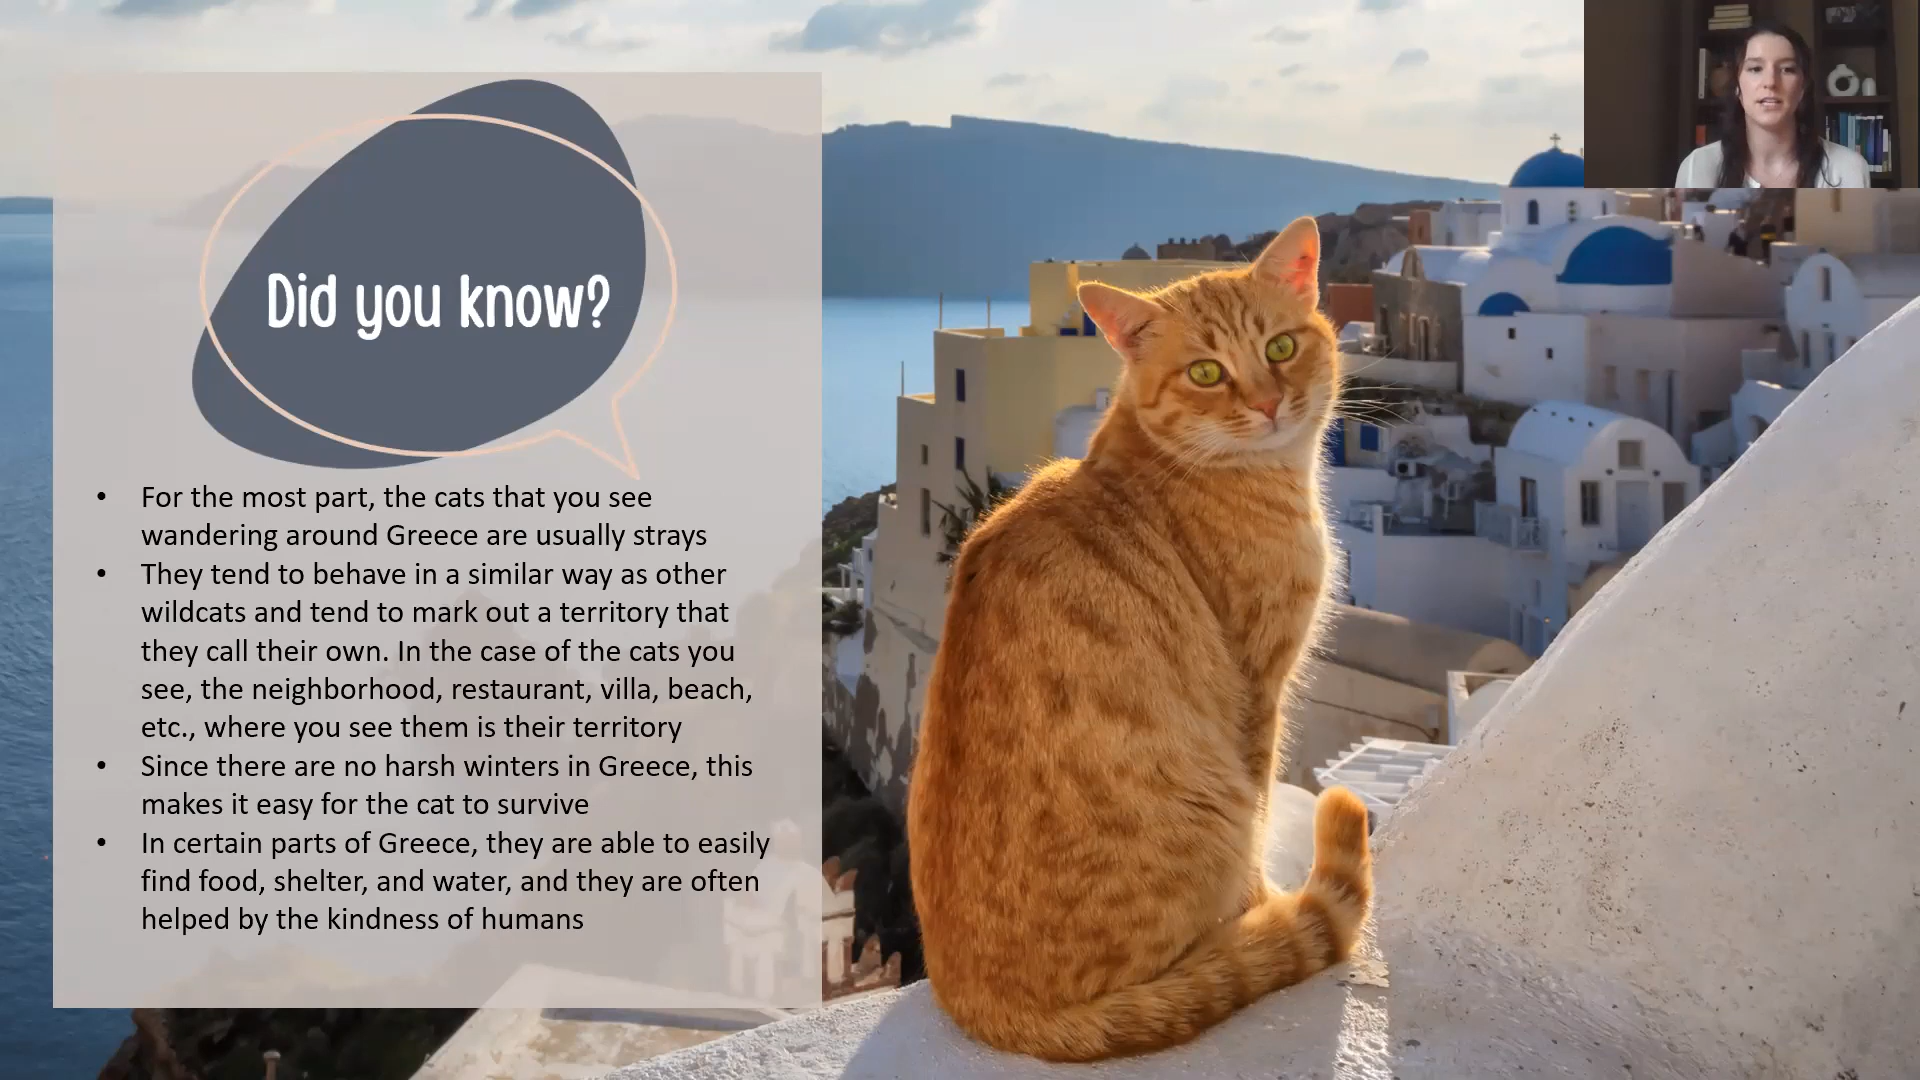 Did you know?
• For the most part, the cats that you see
wandering around Greece are usually strays
• They tend to behave in a similar way as other
wildcats and tend to mark out a territory that
they call their own. In the case of the cats you
see, the neighborhood, restaurant, villa, beach,
etc., where you see them is their territory
• Since there are no harsh winters in Greece, this
makes it easy for the cat to survive
• In certain parts of Greece, they are able to easily
find food, shelter, and water, and they are often
helped by the kindness of humans